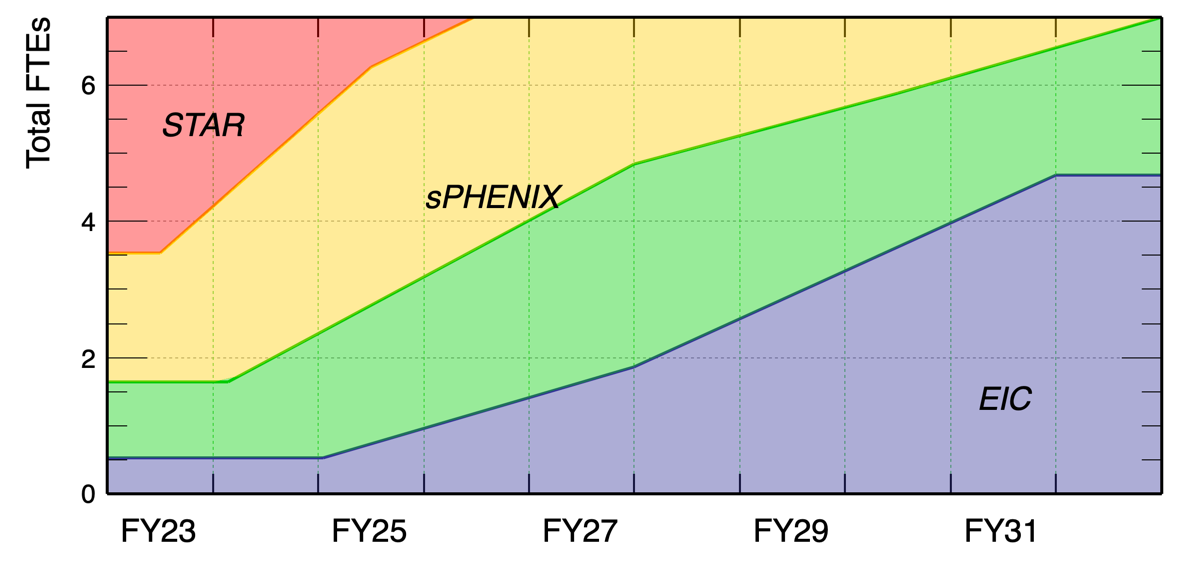 Total FTEs
6
4
2
0
STAR
sPHENIX
EIC
FY23
FY25
FY27
FY29
FY31